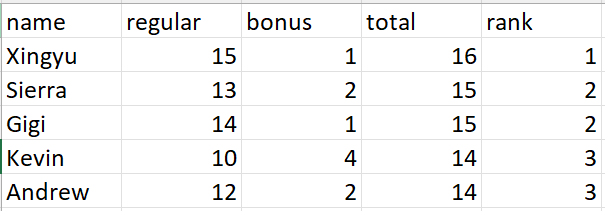 name regular bonus total rank
Xingyu 15 1 16 1
Sierra 13 2 15 2
Gigi 14 1 15 2
Kevin 10 4 14 3
Andrew 12 2 14 3